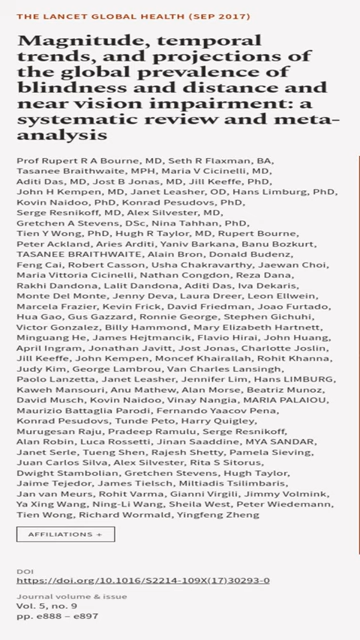 THE LANCET GLOBAL HEALTH (SEP 2017)
Magnitude, temporal
trends, and projections of
the global prevalence of
blindness and distance and
near vision impairment: a
systematic review and meta-
analysis
Prof Rupert R A Bourne, MD, Seth R Flaxman, BA,
Tasanee Braithwaite, MPH, Maria V Cicinelli, MD,
Aditi Das, MD, Jost B Jonas, MD, Jill Keeffe, PhD,
John H Kempen, MD, Janet Leasher, OD, Hans Limburg, PhD,
Kovin Naidoo, PhD, Konrad Pesudovs, PhD,
Serge Resnikoff, MD, Alex Silvester, MD,
Gretchen A Stevens, DSc, Nina Tahhan, PhD,
Tien Y Wong, PhD, Hugh R Taylor, MD, Rupert Bourne,
Peter Ackland, Aries Arditi, Yaniv Barkana, Banu Bozkurt,
TASANEE BRAITHWAITE, Alain Bron, Donald Budenz,
Feng Cai, Robert Casson, Usha Chakravarthy, Jaewan Choi,
Maria Vittoria Cicinelli, Nathan Congdon, Reza Dana,
Rakhi Dandona, Lalit Dandona, Aditi Das, Iva Dekaris,
Monte Del Monte, Jenny Deva, Laura Dreer, Leon Ellwein,
Marcela Frazier, Kevin Frick, David Friedman, Joao Furtado,
Hua Gao, Gus Gazzard, Ronnie George, Stephen Gichuhi,
Victor Gonzalez, Billy Hammond, Mary Elizabeth Hartnett,
Minguang He, James Hejtmancik, Flavio Hirai, John Huang,
April Ingram, Jonathan Javitt, Jost Jonas, Charlotte Joslin,
Jill Keeffe, John Kempen, Moncef Khairallah, Rohit Khanna,
Judy Kim, George Lambrou, Van Charles Lansingh,
Paolo Lanzetta, Janet Leasher, Jennifer Lim, Hans LIMBURG,
Kaweh Mansouri, Anu Mathew, Alan Morse, Beatriz Munoz,
David Musch, Kovin Naidoo, Vinay Nangia, MARIA PALAIOU,
Maurizio Battaglia Parodi, Fernando Yaacov Pena,
Konrad Pesudovs, Tunde Peto, Harry Quigley,
Murugesan Raju, Pradeep Ramulu, Serge Resnikoff,
Alan Robin, Luca Rossetti, Jinan Saaddine, MYA SANDAR,
Janet Serle, Tueng Shen, Rajesh Shetty, Pamela Sieving,
Juan Carlos Silva, Alex Silvester, Rita S Sitorus,
Dwight Stambolian, Gretchen Stevens, Hugh Taylor,
Jaime Tejedor, James Tielsch, Miltiadis Tsilimbaris,
Jan van Meurs, Rohit Varma, Gianni Virgili, Jimmy Volmink,
Ya Xing Wang, Ning-Li Wang, Sheila West, Peter Wiedemann,
Tien Wong, Richard Wormald, Yingfeng Zheng
AFFILIATIONS +
DOI
https://doi.org/10.1016/S2214-109X(17)30293-0
Journal volume & issue
Vol. 5, no. 9
pp. e888 – e897